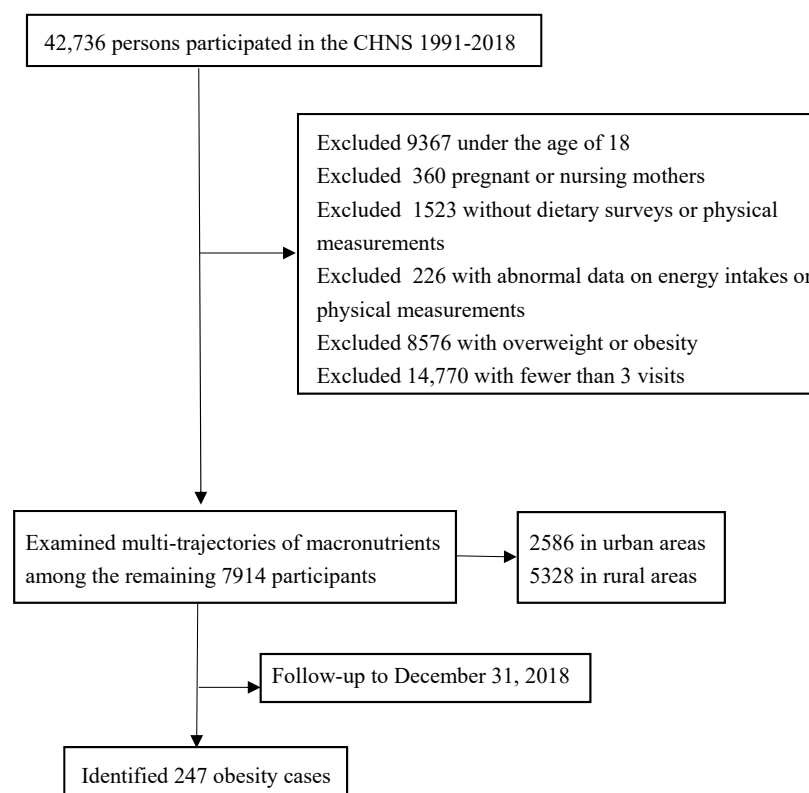 42,736 persons participated in the CHNS 1991-2018
Excluded 9367 under the age of 18
Excluded 360 pregnant or nursing mothers
Excluded 1523 without dietary surveys or physical
measurements
Excluded 226 with abnormal data on energy intakes or
physical measurements
Excluded 8576 with overweight or obesity
Excluded 14,770 with fewer than 3 visits
Examined multi-trajectories of macronutrients
among the remaining 7914 participants
2586 in urban areas
5328 in rural areas
Follow-up to December 31, 2018
Identified 247 obesity cases